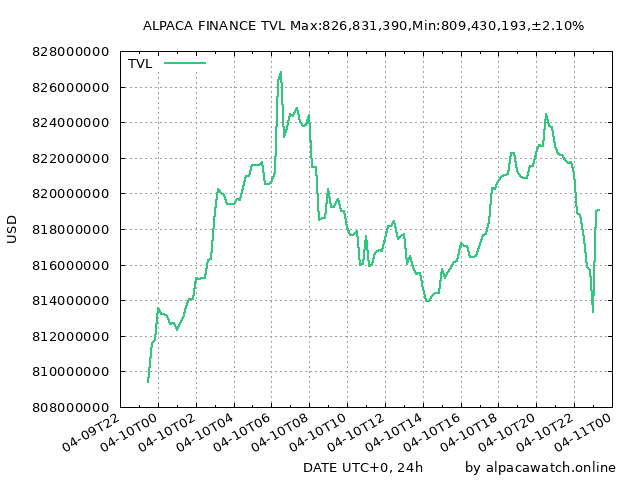 ALPACA FINANCE TVL Max:826,831,390,Min:809,430,193,±2.10%
TVL
828000000
826000000
824000000
822000000
820000000
818000000
816000000
814000000
812000000
810000000
808000000
USD
04-09T22
04-10T00
04-10T02
04-10T04
04-10T06
04-10T08
04-10T10
04-10T12
04-10T14
04-10T16
04-10T18
04-10T20
04-10T22
04-11T00
DATE UTC+0, 24h
by alpacawatch.online